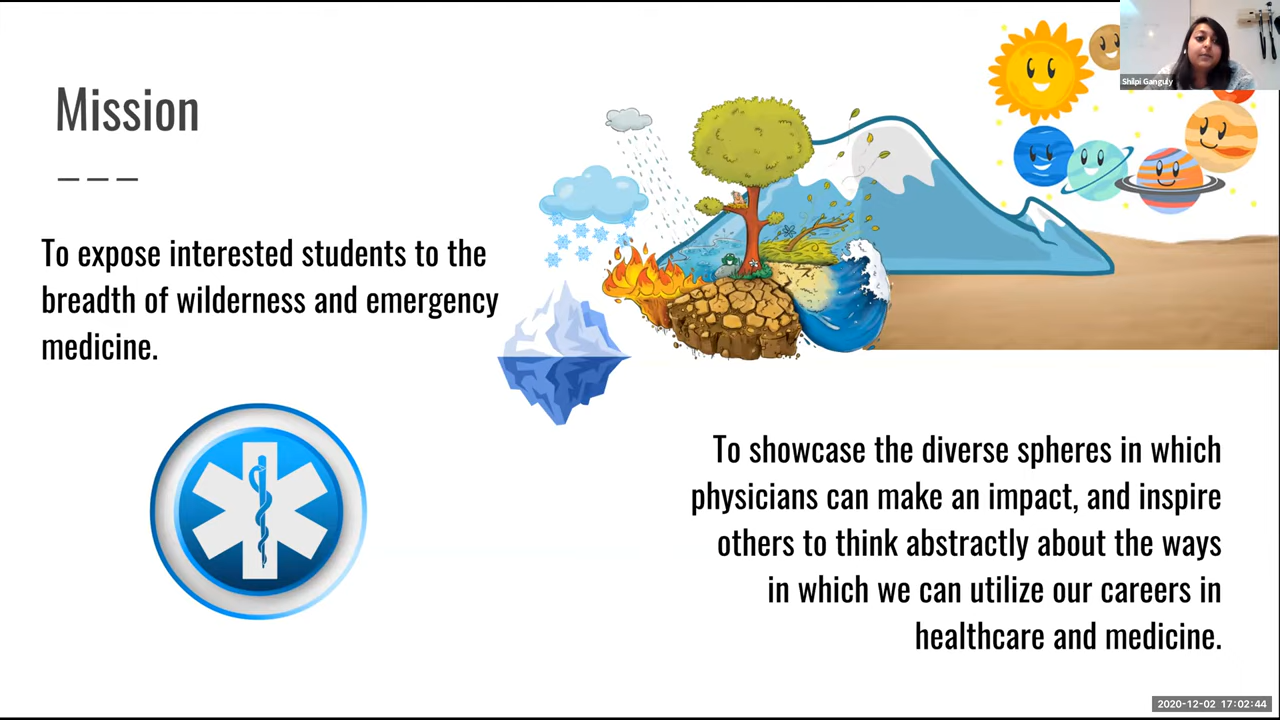 Shilpi Ganguly
Mission
To expose interested students to the
breadth of wilderness and emergency
medicine.
To showcase the diverse spheres in which
physicians can make an impact, and inspire
others to think abstractly about the ways
in which we can utilize our careers in
healthcare and medicine.
2020-12-02 17:02:44